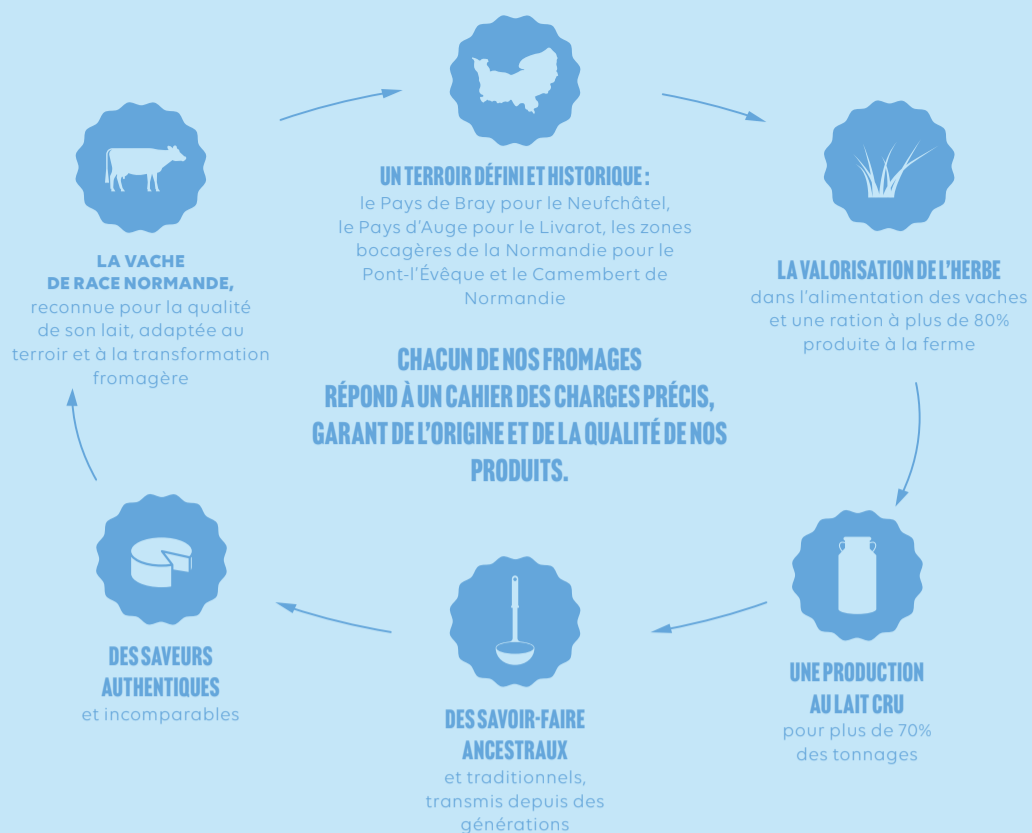 UN TERROIR DÉFINI ET HISTORIQUE :
le Pays de Bray pour le Neufchâtel,
le Pays d'Auge pour le Livarot, les zones
bocagères de la Normandie pour le
Pont-l'Évêque et le Camembert de
Normandie
LA VALORISATION DE L'HERBE
dans l'alimentation des vaches
et une ration à plus de 80%
produite à la ferme
UNE PRODUCTION
AU LAIT CRU
pour plus de 70%
des tonnages
DES SAVOIR-FAIRE
ANCESTRAUX
et traditionnels,
transmis depuis des
générations
DES SAVEURS
AUTHENTIQUES
et incomparables
LA VACHE
DE RACE NORMANDE,
reconnue pour la qualité
de son lait, adaptée au
terroir et à la transformation
fromagère
CHACUN DE NOS FROMAGES
RÉPOND À UN CAHIER DES CHARGES PRÉCIS,
GARANT DE L'ORIGINE ET DE LA QUALITÉ DE NOS
PRODUITS.